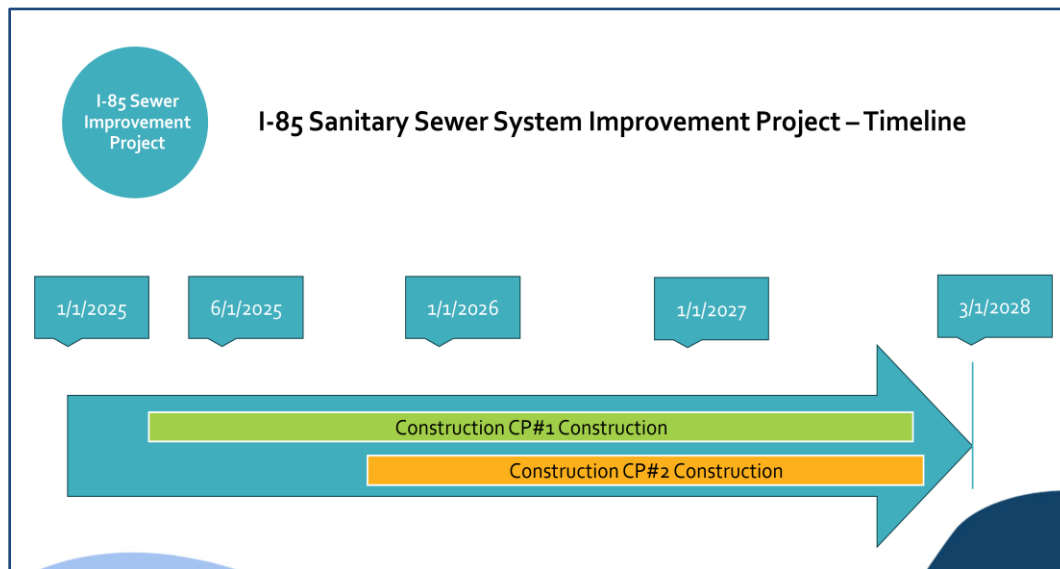 I-85 Sewer
Improvement
Project
I-85 Sanitary Sewer System Improvement Project – Timeline
1/1/2025
6/1/2025
1/1/2026
1/1/2027
3/1/2028
Construction CP#1 Construction
Construction CP#2 Construction